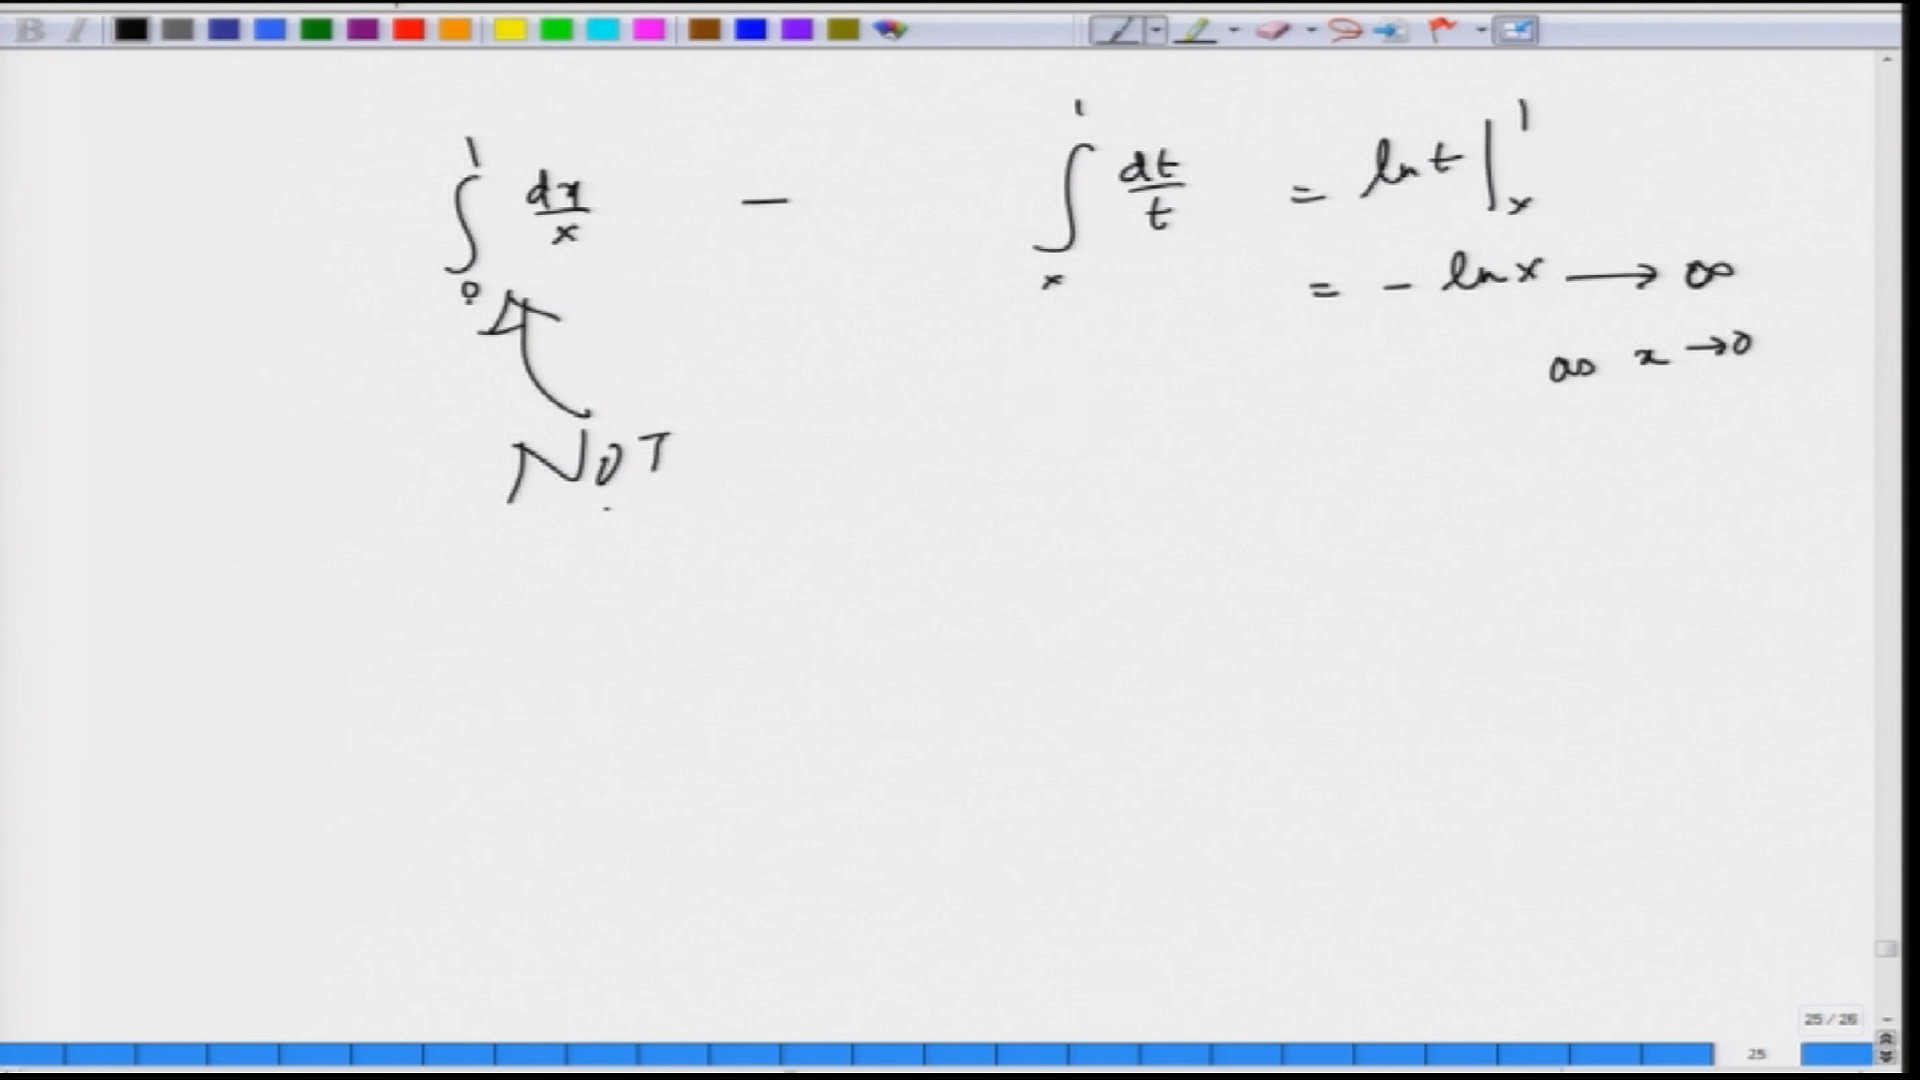 B I
∫₀¹ dx/x — ∫ₓ¹ dt/t = ln t |ₓ¹
= - ln x ⟶ ∞
as x → 0
NOT
25 / 26
25